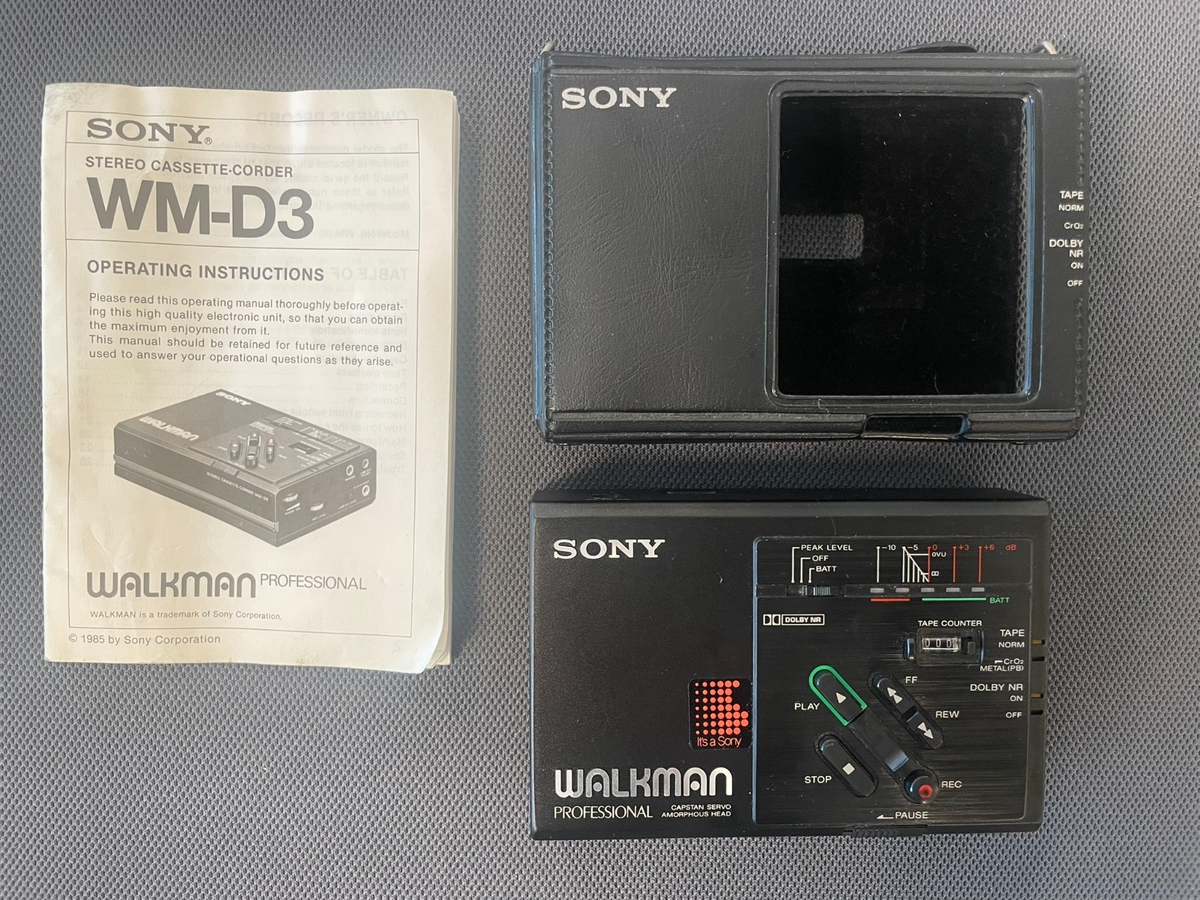 SONY®
STEREO CASSETTE-CORDER
WM-D3
OPERATING INSTRUCTIONS
Please read this operating manual thoroughly before operat-
ing this high quality electronic unit, so that you can obtain
the maximum enjoyment from it.
This manual should be retained for future reference and
used to answer your operational questions as they arise.
SONY
WALKMAN
WALKMAN PROFESSIONAL
WALKMAN is a trademark of Sony Corporation.
© 1985 by Sony Corporation
SONY
TAPE
NORM
CrO₂
DOLBY
NR
ON
OFF
SONY
PEAK LEVEL
OFF
BATT
-10 -5 0 +3 +6 dB
0VU
BATT
DOLBY NR
TAPE COUNTER
TAPE
NORM
CrO₂
METAL(PB)
DOLBY NR
ON
OFF
PLAY
FF
REW
STOP
REC
PAUSE
It's a Sony
WALKMAN
PROFESSIONAL
CAPSTAN SERVO
AMORPHOUS HEAD